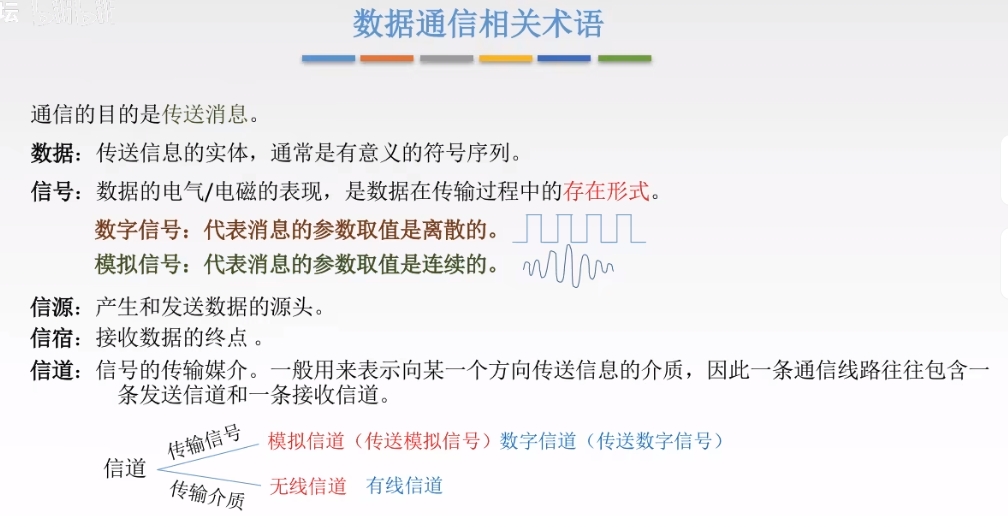 坛
数据通信相关术语
通信的目的是传送消息。
数据：传送信息的实体，通常是有意义的符号序列。
信号：数据的电气/电磁的表现，是数据在传输过程中的存在形式。
数字信号：代表消息的参数取值是离散的。
模拟信号：代表消息的参数取值是连续的。
信源：产生和发送数据的源头。
信宿：接收数据的终点 。
信道：信号的传输媒介。一般用来表示向某一个方向传送信息的介质，因此一条通信线路往往包含一
条发送信道和一条接收信道。
传输信号
模拟信道（传送模拟信号）数字信道（传送数字信号）
信道
传输介质
无线信道 有线信道